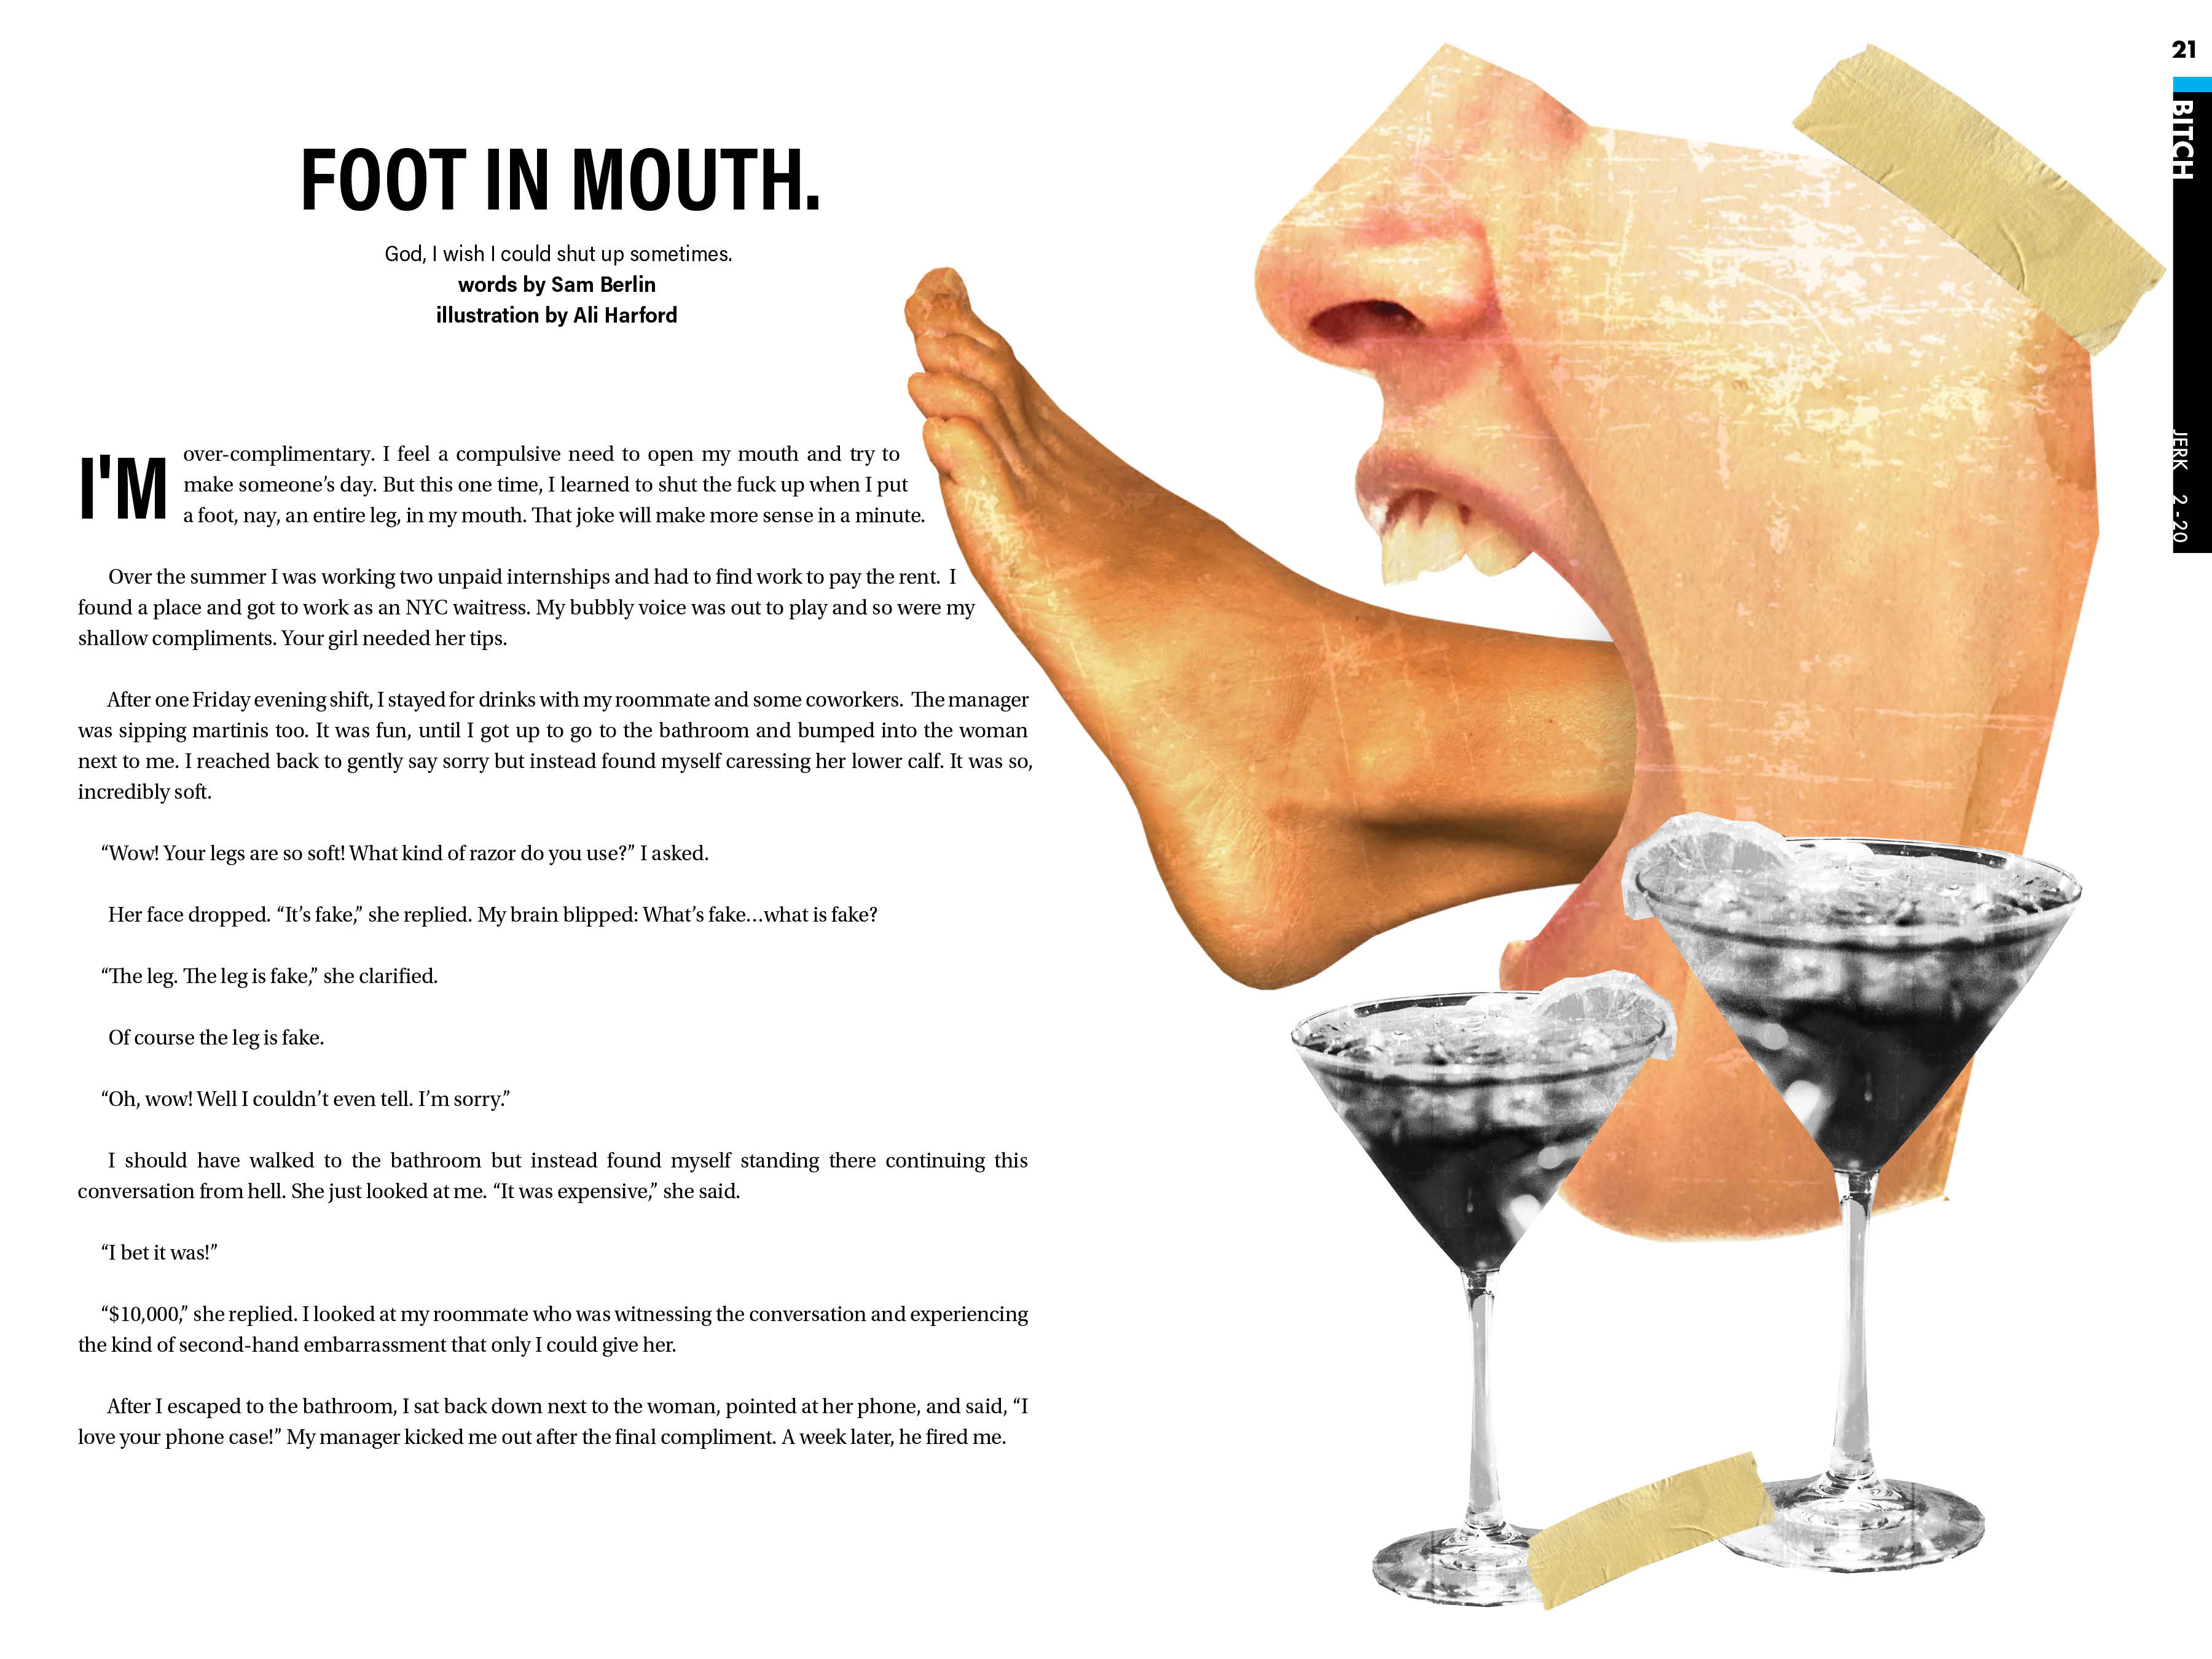 21
BITCH
JERK 2-20
FOOT IN MOUTH.
God, I wish I could shut up sometimes.
words by Sam Berlin
illustration by Ali Harford
I'M over-complimentary. I feel a compulsive need to open my mouth and try to
make someone’s day. But this one time, I learned to shut the fuck up when I put
a foot, nay, an entire leg, in my mouth. That joke will make more sense in a minute.
Over the summer I was working two unpaid internships and had to find work to pay the rent. I
found a place and got to work as an NYC waitress. My bubbly voice was out to play and so were my
shallow compliments. Your girl needed her tips.
After one Friday evening shift, I stayed for drinks with my roommate and some coworkers. The manager
was sipping martinis too. It was fun, until I got up to go to the bathroom and bumped into the woman
next to me. I reached back to gently say sorry but instead found myself caressing her lower calf. It was so,
incredibly soft.
“Wow! Your legs are so soft! What kind of razor do you use?” I asked.
Her face dropped. “It’s fake,” she replied. My brain blipped: What’s fake…what is fake?
“The leg. The leg is fake,” she clarified.
Of course the leg is fake.
“Oh, wow! Well I couldn’t even tell. I’m sorry.”
I should have walked to the bathroom but instead found myself standing there continuing this
conversation from hell. She just looked at me. “It was expensive,” she said.
“I bet it was!”
“$10,000,” she replied. I looked at my roommate who was witnessing the conversation and experiencing
the kind of second-hand embarrassment that only I could give her.
After I escaped to the bathroom, I sat back down next to the woman, pointed at her phone, and said, “I
love your phone case!” My manager kicked me out after the final compliment. A week later, he fired me.